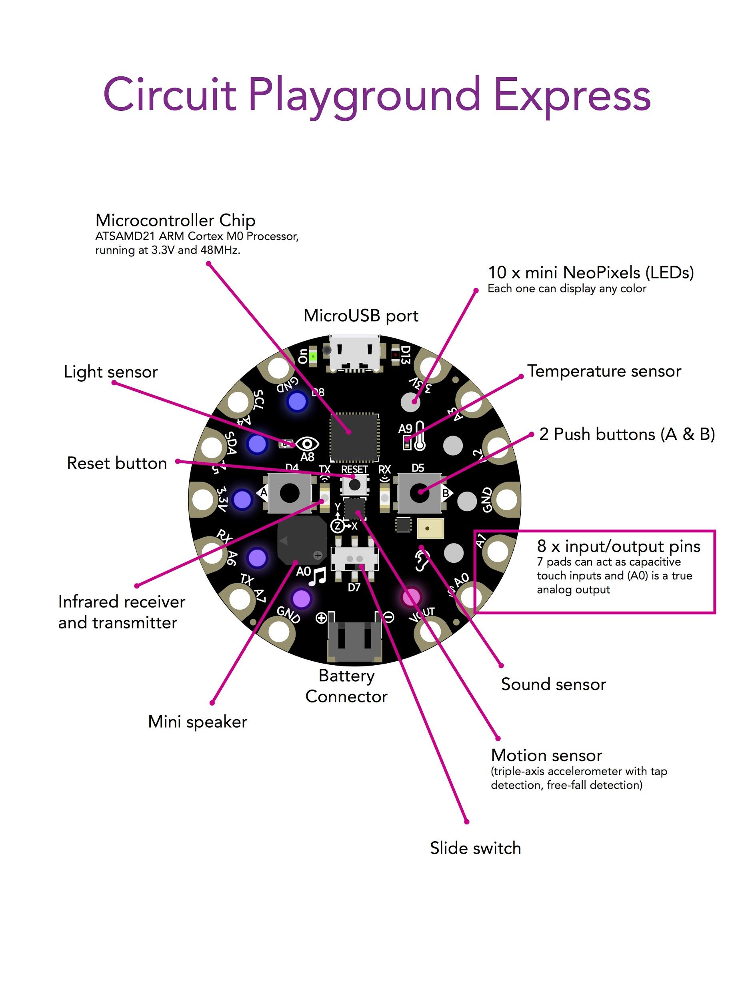 Circuit Playground Express
Microcontroller Chip
ATSAMD21 ARM Cortex M0 Processor,
running at 3.3V and 48MHz.
10 x mini NeoPixels (LEDs)
Each one can display any color
MicroUSB port
On
D13
Light sensor
Temperature sensor
GND
D8
3.3V
SCL
A4
A3
A9
2 Push buttons (A & B)
SDA
A5
A8
A2
Reset button
D4
TX
RESET
RX
D5
3.3V
A
B
GND
Y
Z
X
RX
A6
A1
8 x input/output pins
7 pads can act as capacitive
touch inputs and (A0) is a true
analog output
A0
TX
A7
A0
D7
Infrared receiver
and transmitter
GND
+
−
VOUT
Battery
Connector
Sound sensor
Mini speaker
Motion sensor
(triple-axis accelerometer with tap
detection, free-fall detection)
Slide switch